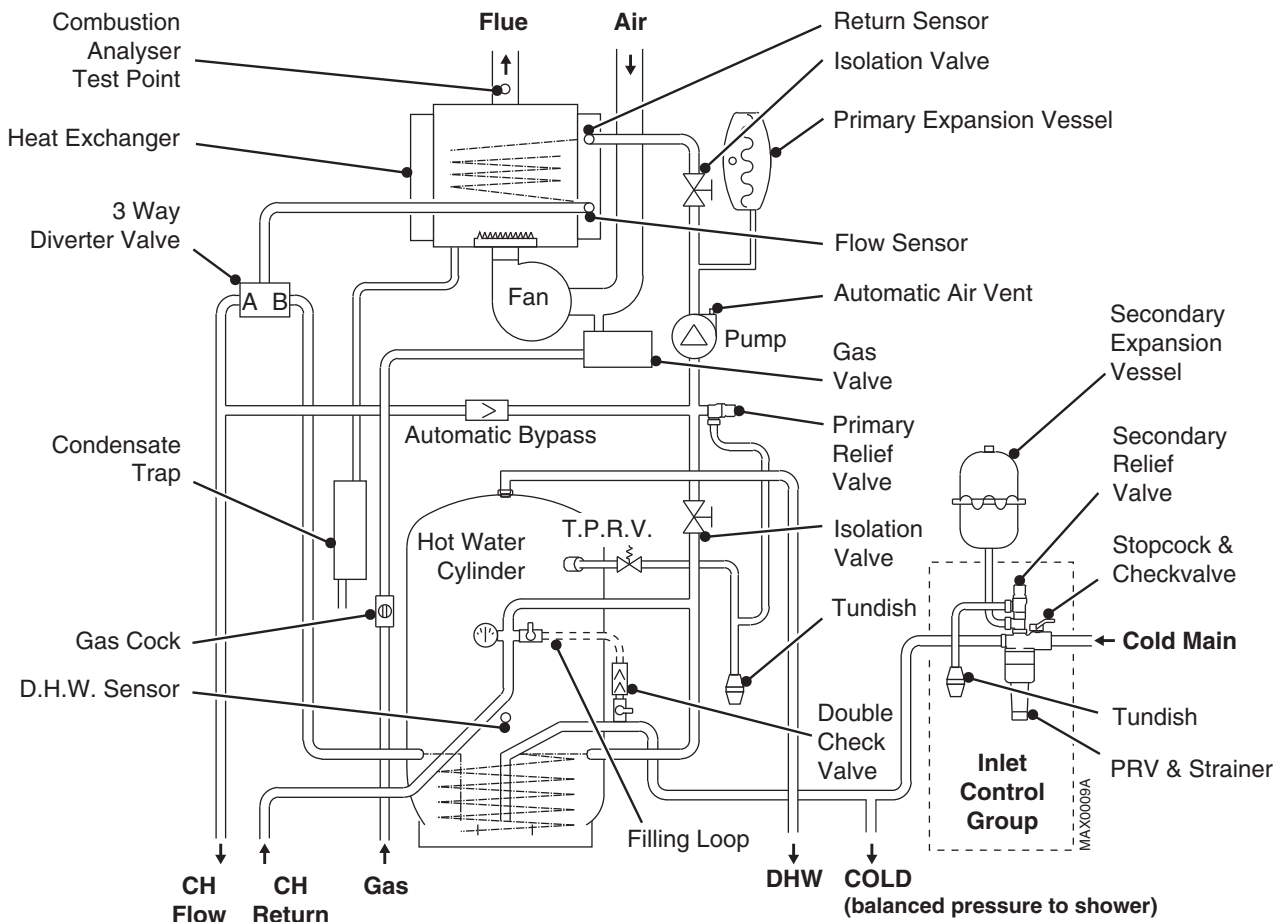 Combustion
Analyser
Test Point
Flue
Air
Return Sensor
Isolation Valve
Heat Exchanger
Primary Expansion Vessel
3 Way
Diverter Valve
Flow Sensor
A B
Fan
Automatic Air Vent
Pump
Gas
Valve
Secondary
Expansion
Vessel
Automatic Bypass
Primary
Relief
Valve
Secondary
Relief
Valve
Condensate
Trap
Hot Water
Cylinder
T.P.R.V.
Isolation
Valve
Stopcock &
Checkvalve
Gas Cock
Tundish
Cold Main
D.H.W. Sensor
Double
Check
Valve
Tundish
PRV & Strainer
Inlet
Control
Group
MAX0009A
Filling Loop
CH
Flow
CH
Return
Gas
DHW
COLD
(balanced pressure to shower)